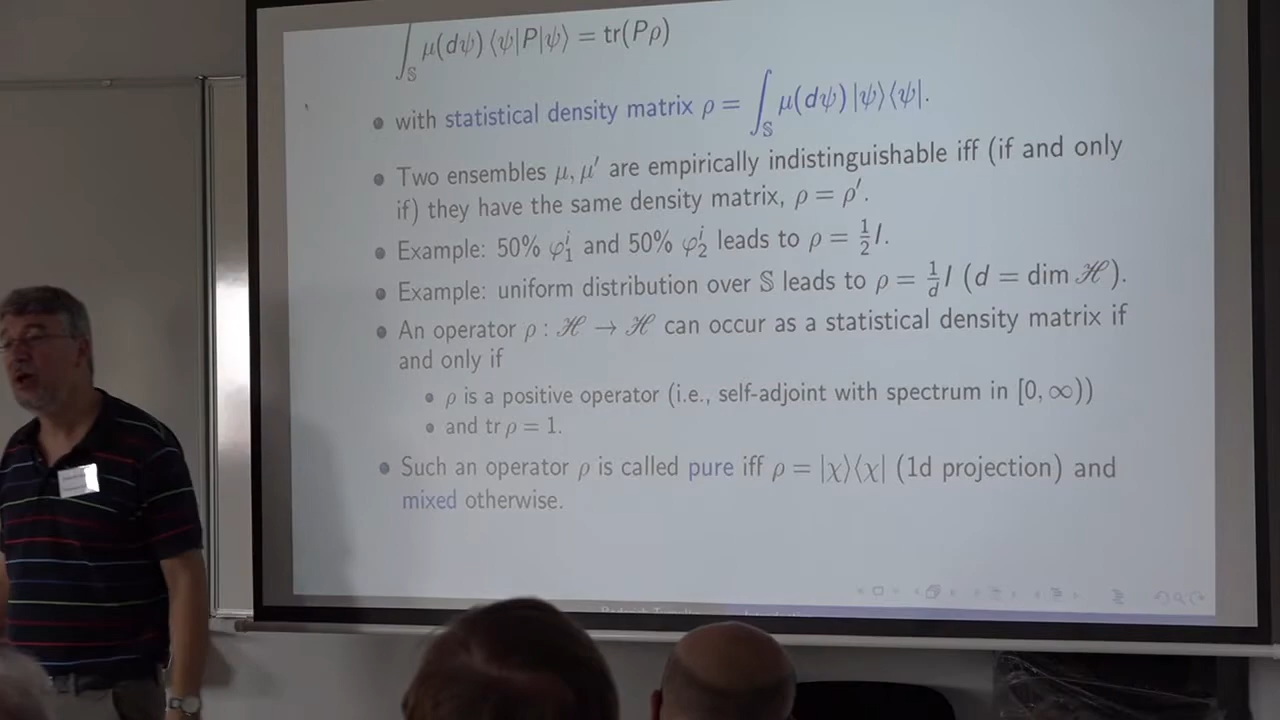 ∫_𝕊 μ(dψ) ⟨ψ|P|ψ⟩ = tr(Pρ)
• with statistical density matrix ρ = ∫_𝕊 μ(dψ) |ψ⟩⟨ψ|.
• Two ensembles μ, μ′ are empirically indistinguishable iff (if and only
if) they have the same density matrix, ρ = ρ′.
• Example: 50% φ₁ⁱ and 50% φ₂ⁱ leads to ρ = ½I.
• Example: uniform distribution over 𝕊 leads to ρ = 1/d I (d = dim ℋ).
• An operator ρ : ℋ → ℋ can occur as a statistical density matrix if
and only if
• ρ is a positive operator (i.e., self-adjoint with spectrum in [0, ∞))
• and tr ρ = 1.
• Such an operator ρ is called pure iff ρ = |χ⟩⟨χ| (1d projection) and
mixed otherwise.